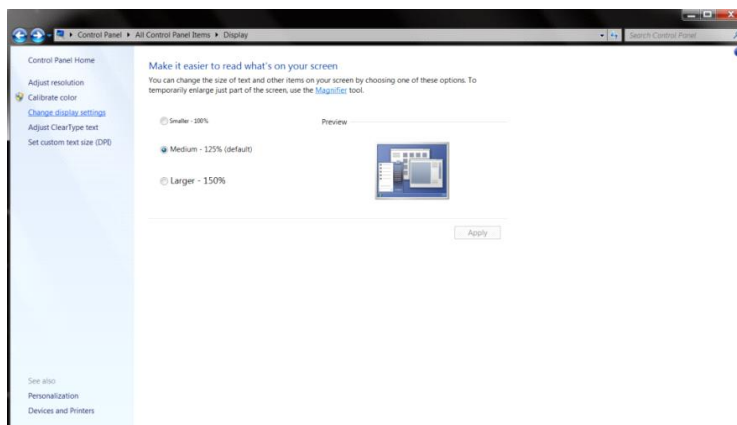 Control Panel ▸ All Control Panel Items ▸ Display
Search Control Panel
Control Panel Home
Adjust resolution
Calibrate color
Change display settings
Adjust ClearType text
Set custom text size (DPI)
Make it easier to read what's on your screen
You can change the size of text and other items on your screen by choosing one of these options. To
temporarily enlarge just part of the screen, use the Magnifier tool.
Smaller - 100%
Preview
Medium - 125% (default)
Larger - 150%
Apply
See also
Personalization
Devices and Printers